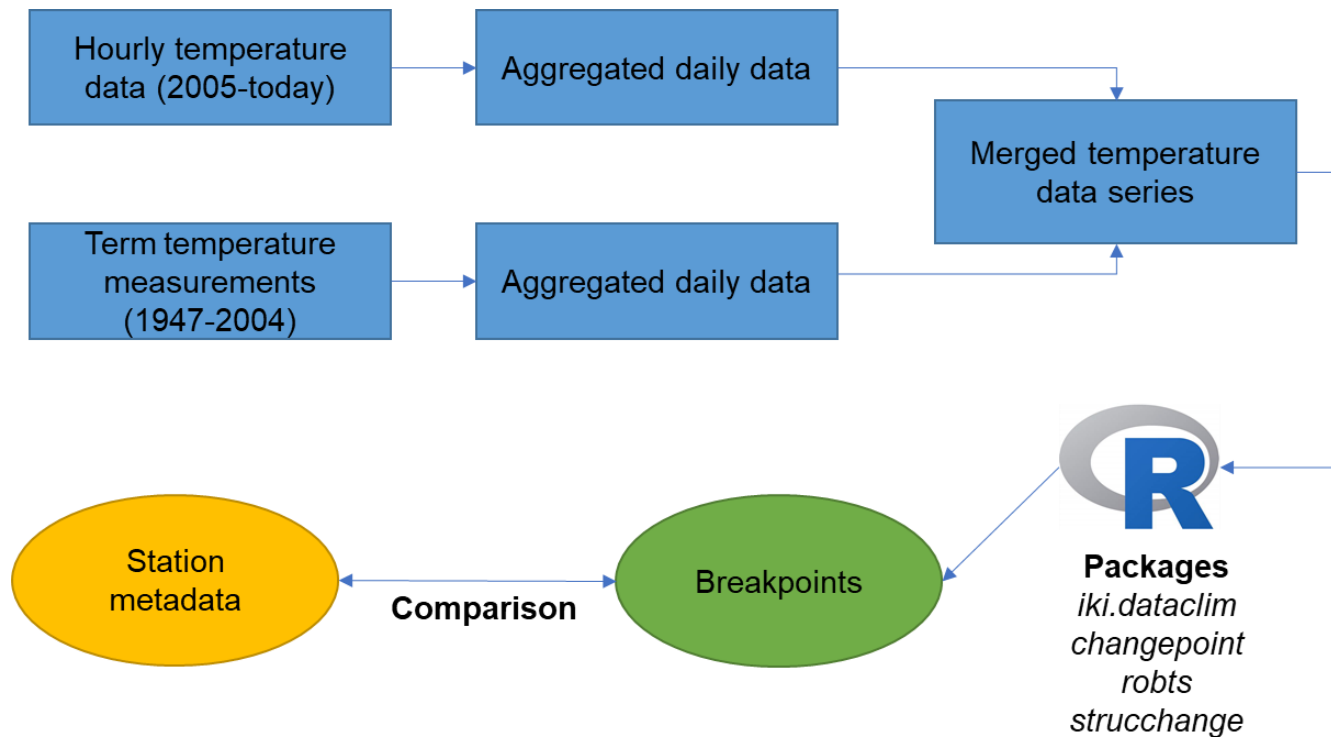 Hourly temperature
data (2005-today)
Aggregated daily data
Merged temperature
data series
Term temperature
measurements
(1947-2004)
Aggregated daily data
R
Packages
iki.dataclim
changepoint
robts
strucchange
Breakpoints
Comparison
Station
metadata